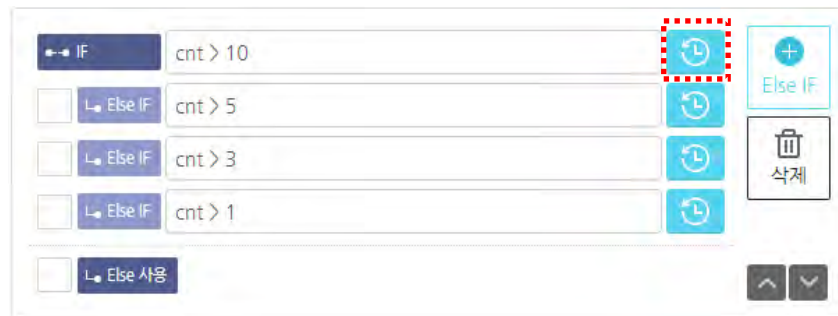 IF cnt > 10
Else IF
Else IF cnt > 5
삭제
Else IF cnt > 3
Else IF cnt > 1
Else 사용